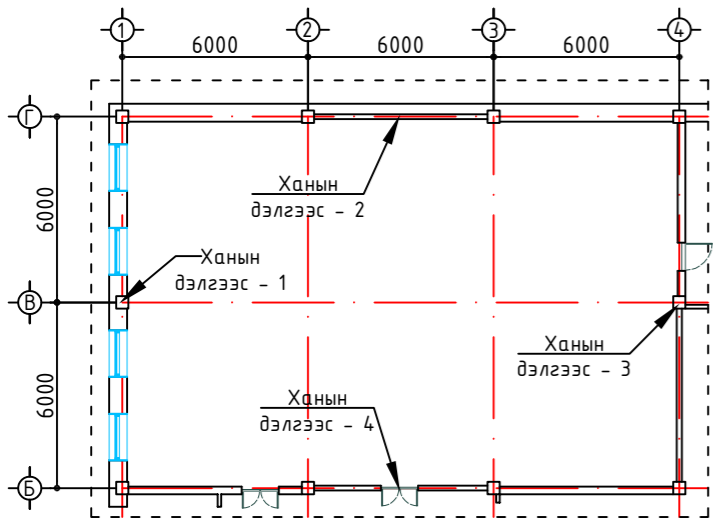 1 2 3 4
6000 6000 6000
Г
Ханын
дэлгээс - 2
6000
Ханын
дэлгээс - 1
В
Ханын
дэлгээс - 3
6000
Ханын
дэлгээс - 4
Б